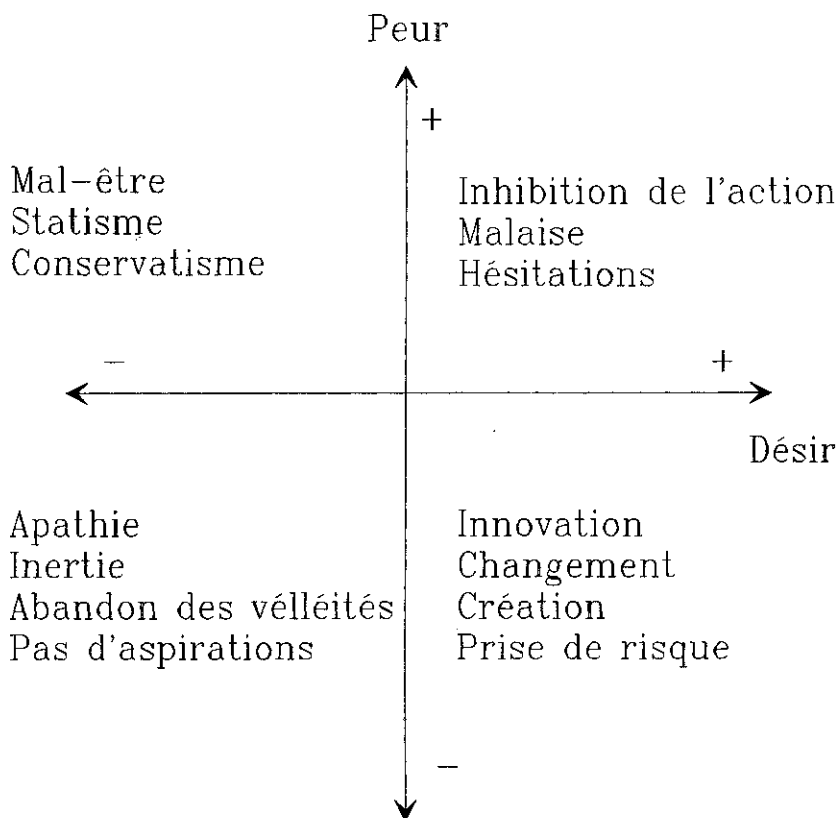 Peur
+
Mal-être
Statisme
Conservatisme
Inhibition de l'action
Malaise
Hésitations
−
+
Désir
Apathie
Inertie
Abandon des vélléités
Pas d'aspirations
Innovation
Changement
Création
Prise de risque
−